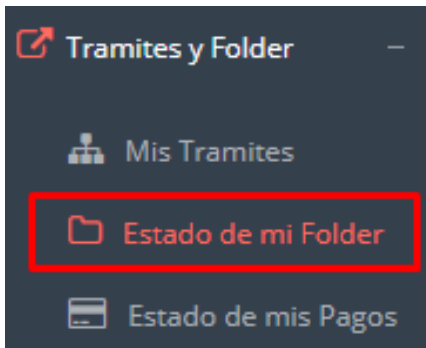 Tramites y Folder
Mis Tramites
Estado de mi Folder
Estado de mis Pagos